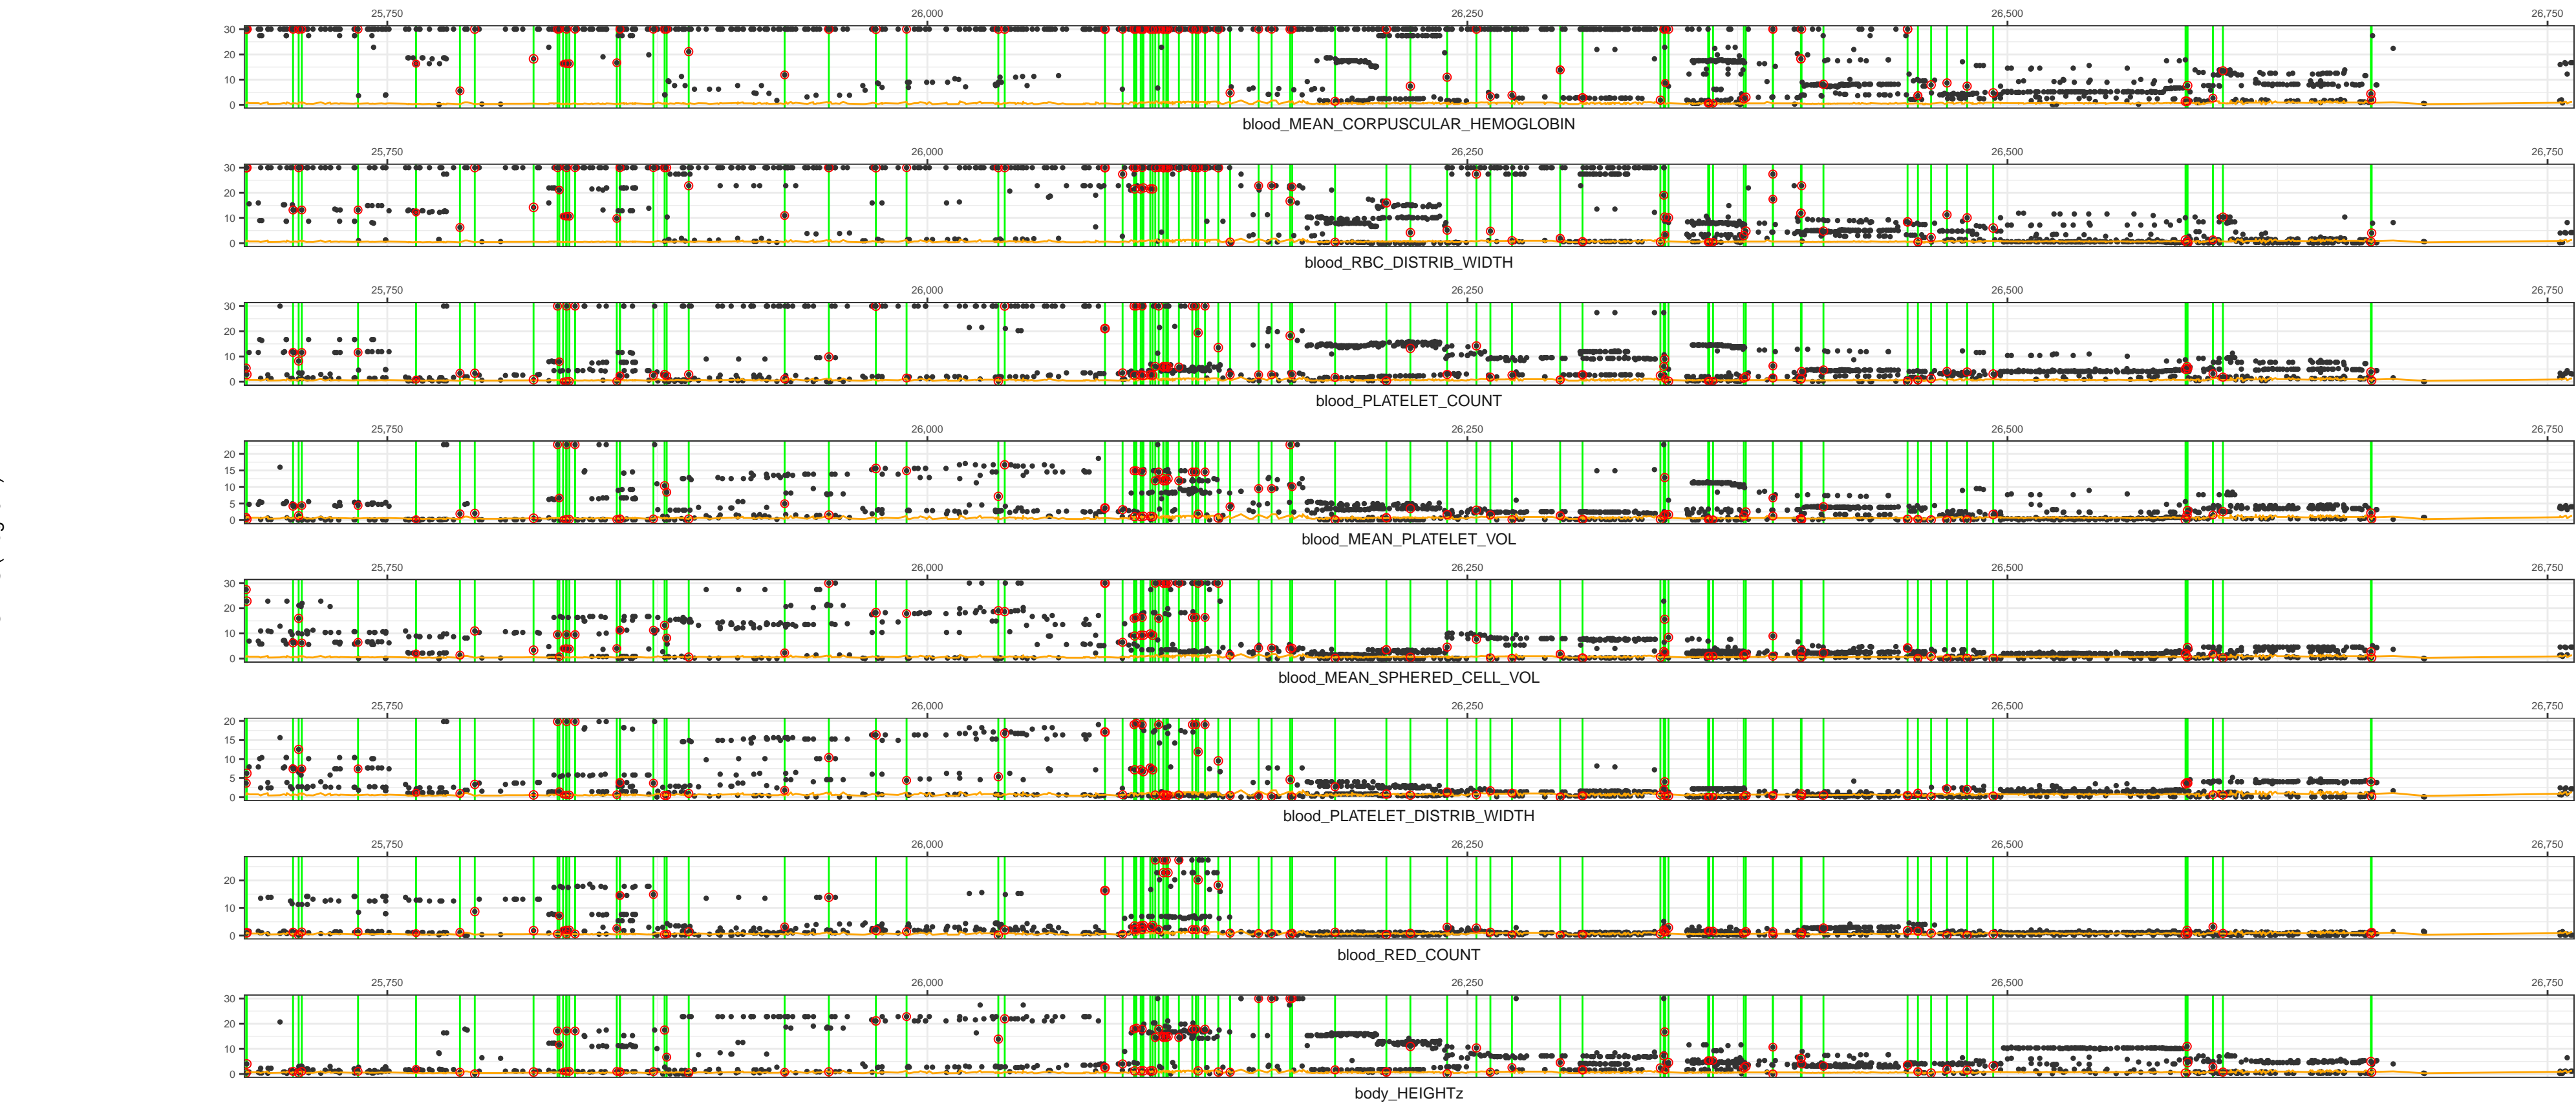 25,750 26,000 26,250 26,500 26,750
30
20
10
0
blood_MEAN_CORPUSCULAR_HEMOGLOBIN
25,750 26,000 26,250 26,500 26,750
30
20
10
0
blood_RBC_DISTRIB_WIDTH
25,750 26,000 26,250 26,500 26,750
30
20
10
0
blood_PLATELET_COUNT
25,750 26,000 26,250 26,500 26,750
20
15
10
5
0
blood_MEAN_PLATELET_VOL
25,750 26,000 26,250 26,500 26,750
30
20
10
0
blood_MEAN_SPHERED_CELL_VOL
25,750 26,000 26,250 26,500 26,750
20
15
10
5
0
blood_PLATELET_DISTRIB_WIDTH
25,750 26,000 26,250 26,500 26,750
20
10
0
blood_RED_COUNT
25,750 26,000 26,250 26,500 26,750
30
20
10
0
body_HEIGHTz